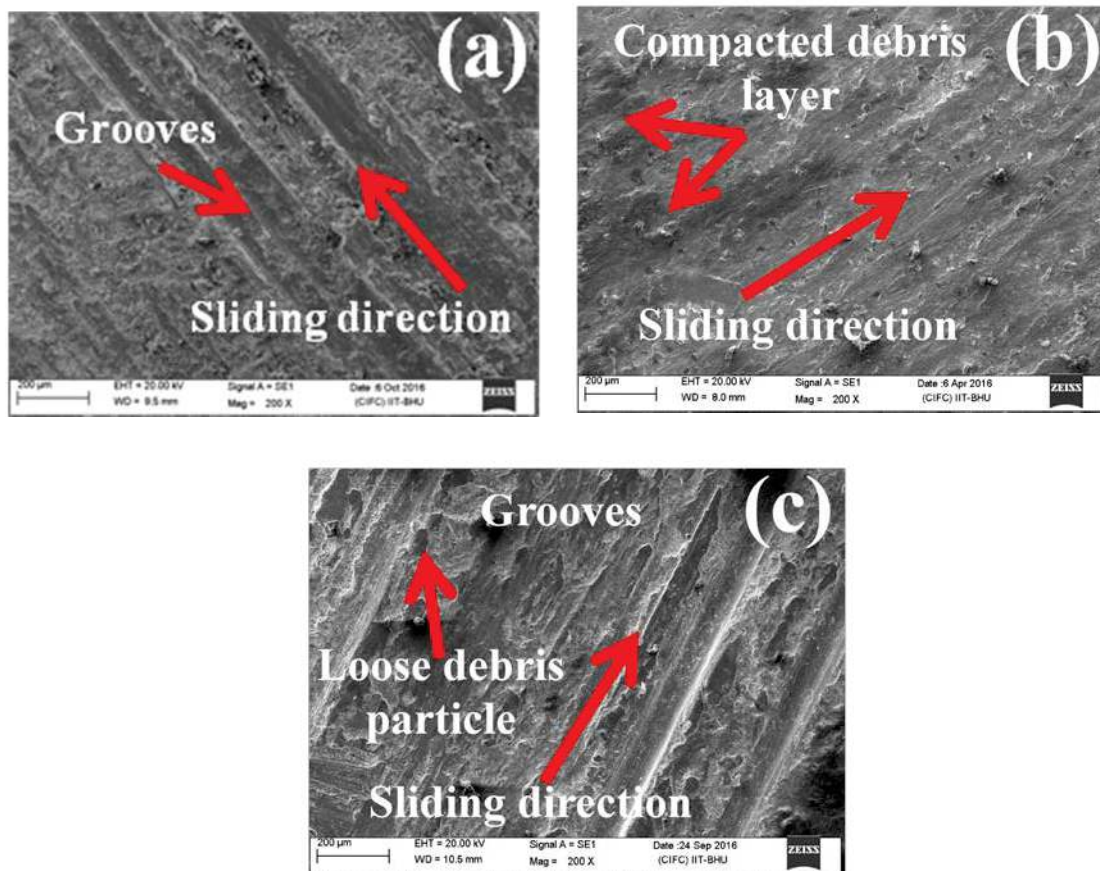 (a)
Grooves
Sliding direction
200 µm
EHT = 20.00 kV
Signal A = SE1
Date :6 Oct 2016
WD = 9.5 mm
Mag = 200 X
(CIFC) IIT-BHU
ZEISS
(b)
Compacted debris
layer
Sliding direction
200 µm
EHT = 20.00 kV
Signal A = SE1
Date :6 Apr 2016
WD = 8.0 mm
Mag = 200 X
(CIFC) IIT-BHU
ZEISS
(c)
Grooves
Loose debris
particle
Sliding direction
200 µm
EHT = 20.00 kV
Signal A = SE1
Date :24 Sep 2016
WD = 10.5 mm
Mag = 200 X
(CIFC) IIT-BHU
ZEISS